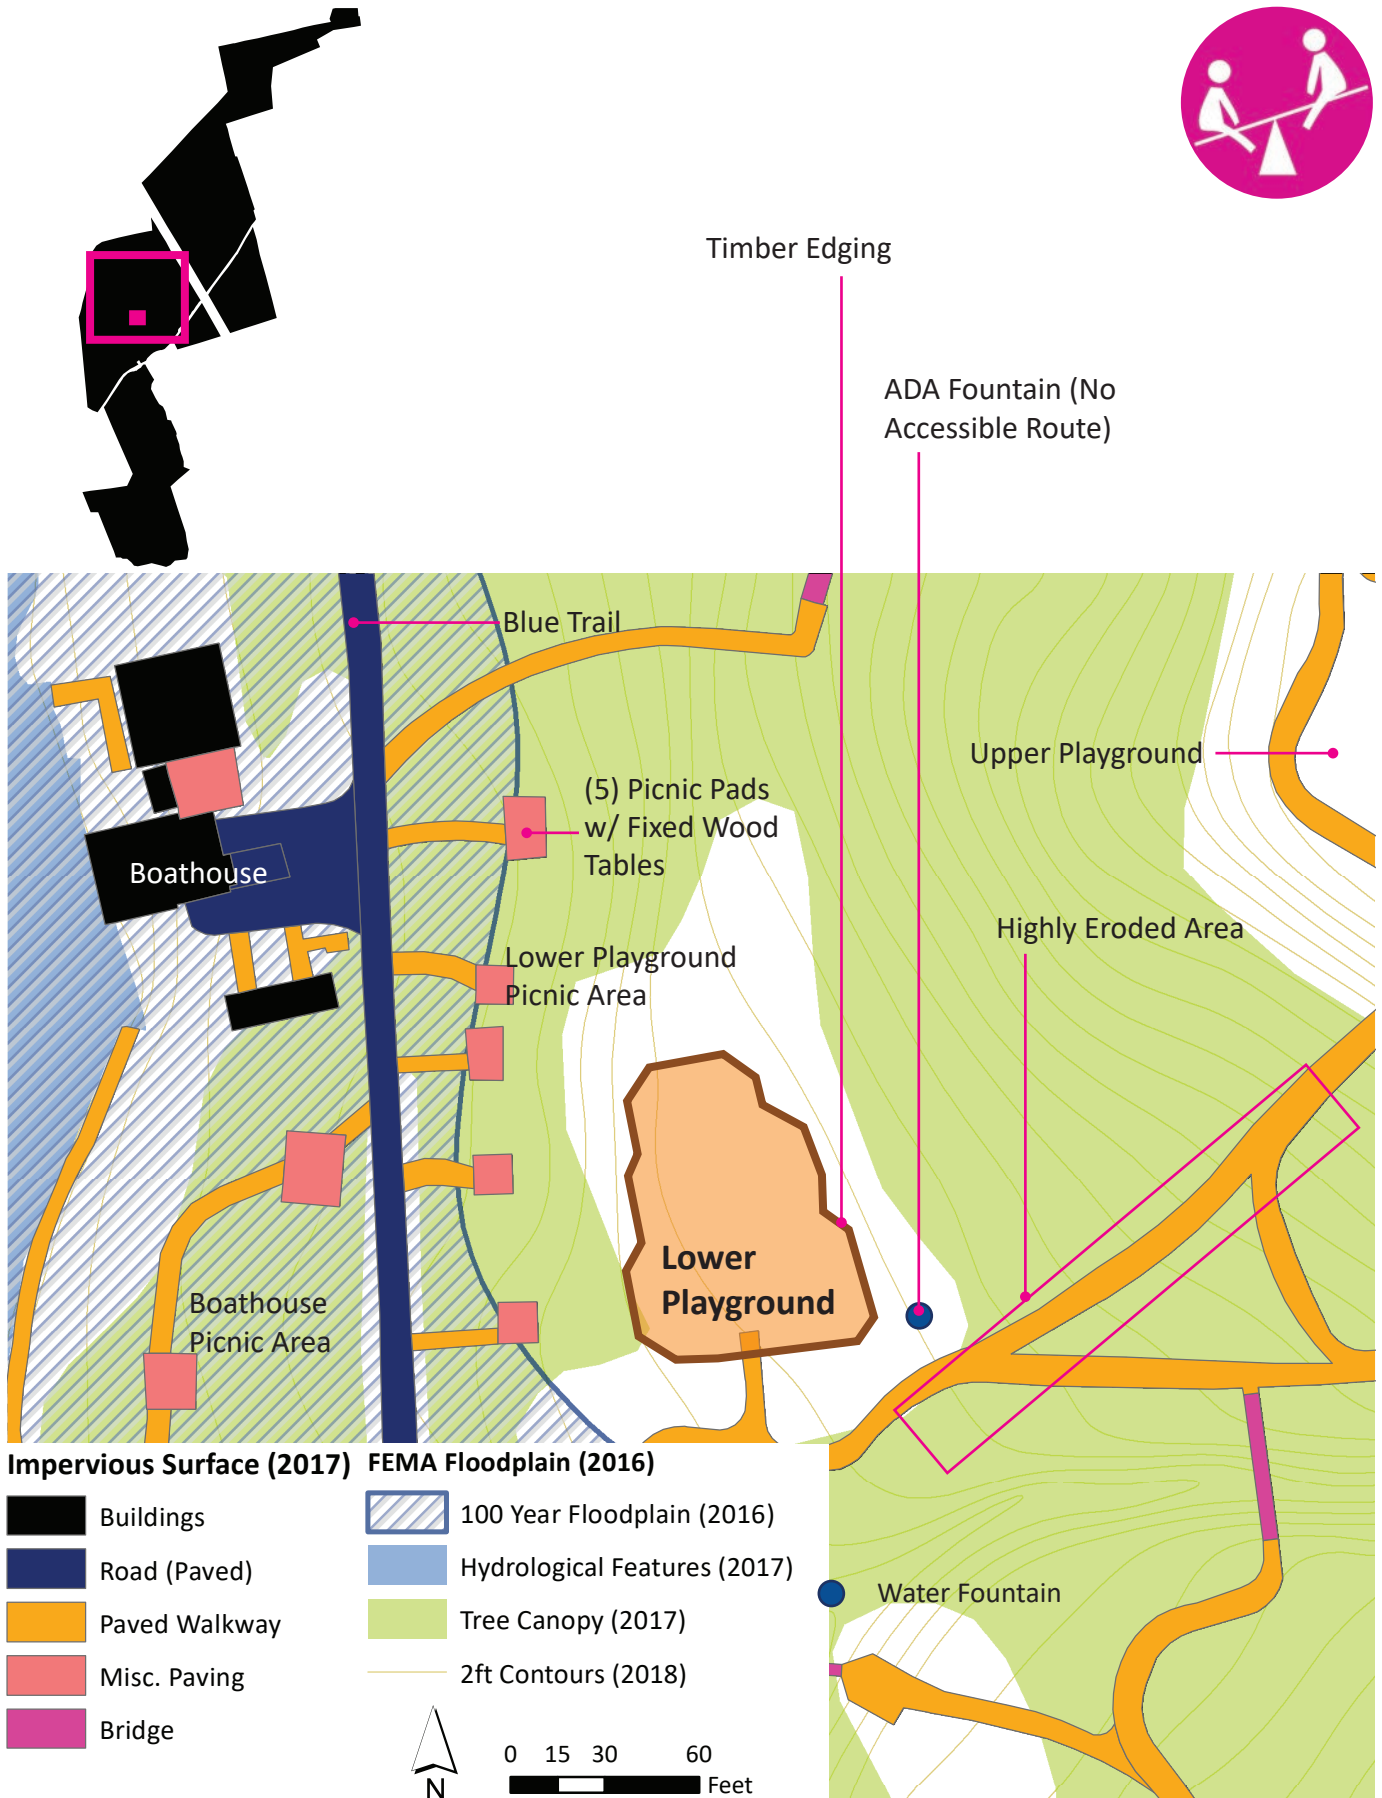 Timber Edging
ADA Fountain (No
Accessible Route)
Blue Trail
Upper Playground
(5) Picnic Pads
w/ Fixed Wood
Tables
Boathouse
Highly Eroded Area
Lower Playground
Picnic Area
Lower
Playground
Boathouse
Picnic Area
Impervious Surface (2017)
Buildings
Road (Paved)
Paved Walkway
Misc. Paving
Bridge
FEMA Floodplain (2016)
100 Year Floodplain (2016)
Hydrological Features (2017)
Tree Canopy (2017)
2ft Contours (2018)
Water Fountain
N
0 15 30 60
Feet